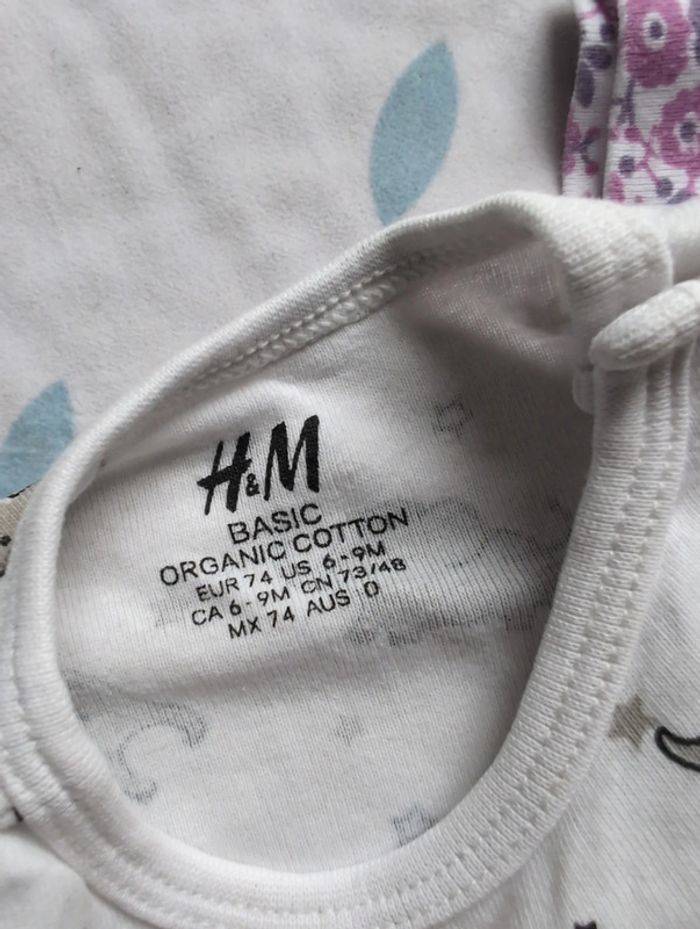 H&M
BASIC
ORGANIC COTTON
EUR 74 US 6-9M
CA 6-9M CN 73/48
MX 74 AUS 0